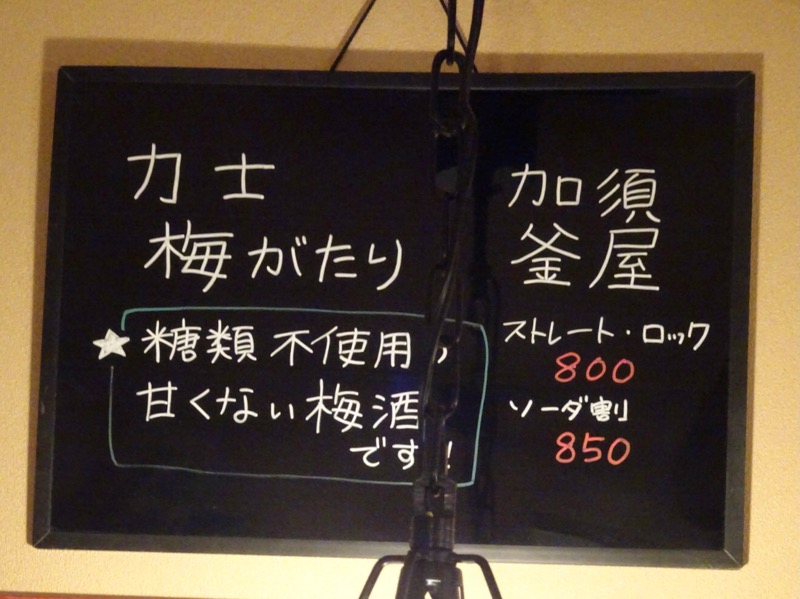 力士
梅がたり
★糖類不使用の
甘くない梅酒
です!
加須
釜屋
ストレート・ロック
800
ソーダ割
850